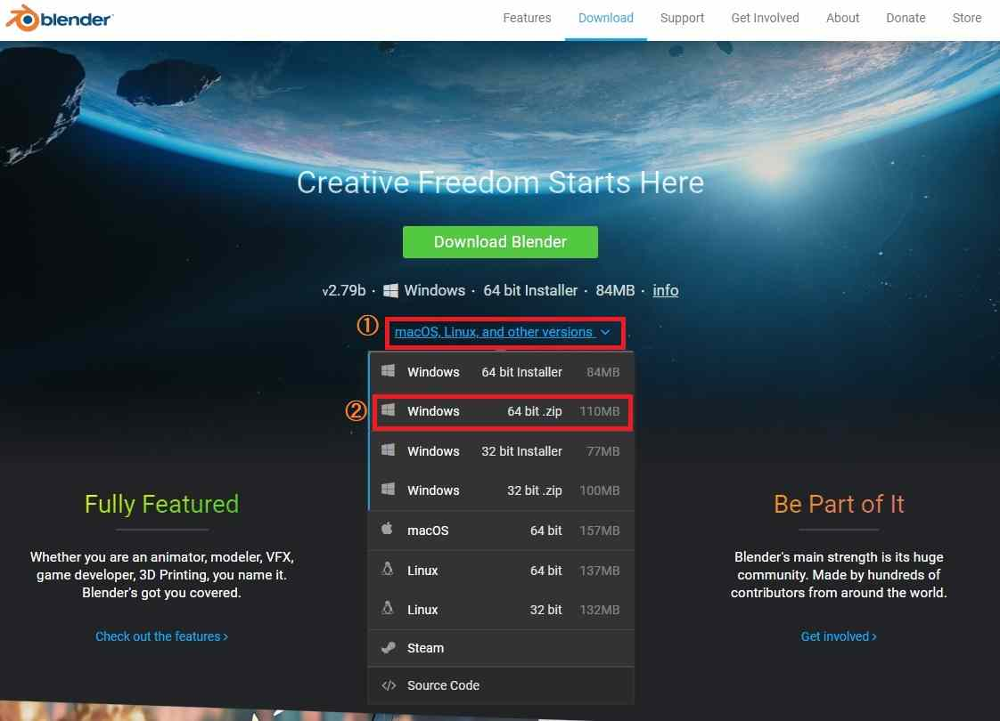 blender
Features Download Support Get Involved About Donate Store
Creative Freedom Starts Here
Download Blender
v2.79b · Windows · 64 bit Installer · 84MB · info
① macOS, Linux, and other versions
Windows 64 bit Installer 84MB
② Windows 64 bit .zip 110MB
Windows 32 bit Installer 77MB
Windows 32 bit .zip 100MB
macOS 64 bit 157MB
Linux 64 bit 137MB
Linux 32 bit 132MB
Steam
</> Source Code
Fully Featured
Whether you are an animator, modeler, VFX,
game developer, 3D Printing, you name it.
Blender's got you covered.
Check out the features ›
Be Part of It
Blender's main strength is its huge
community. Made by hundreds of
contributors from around the world.
Get involved ›